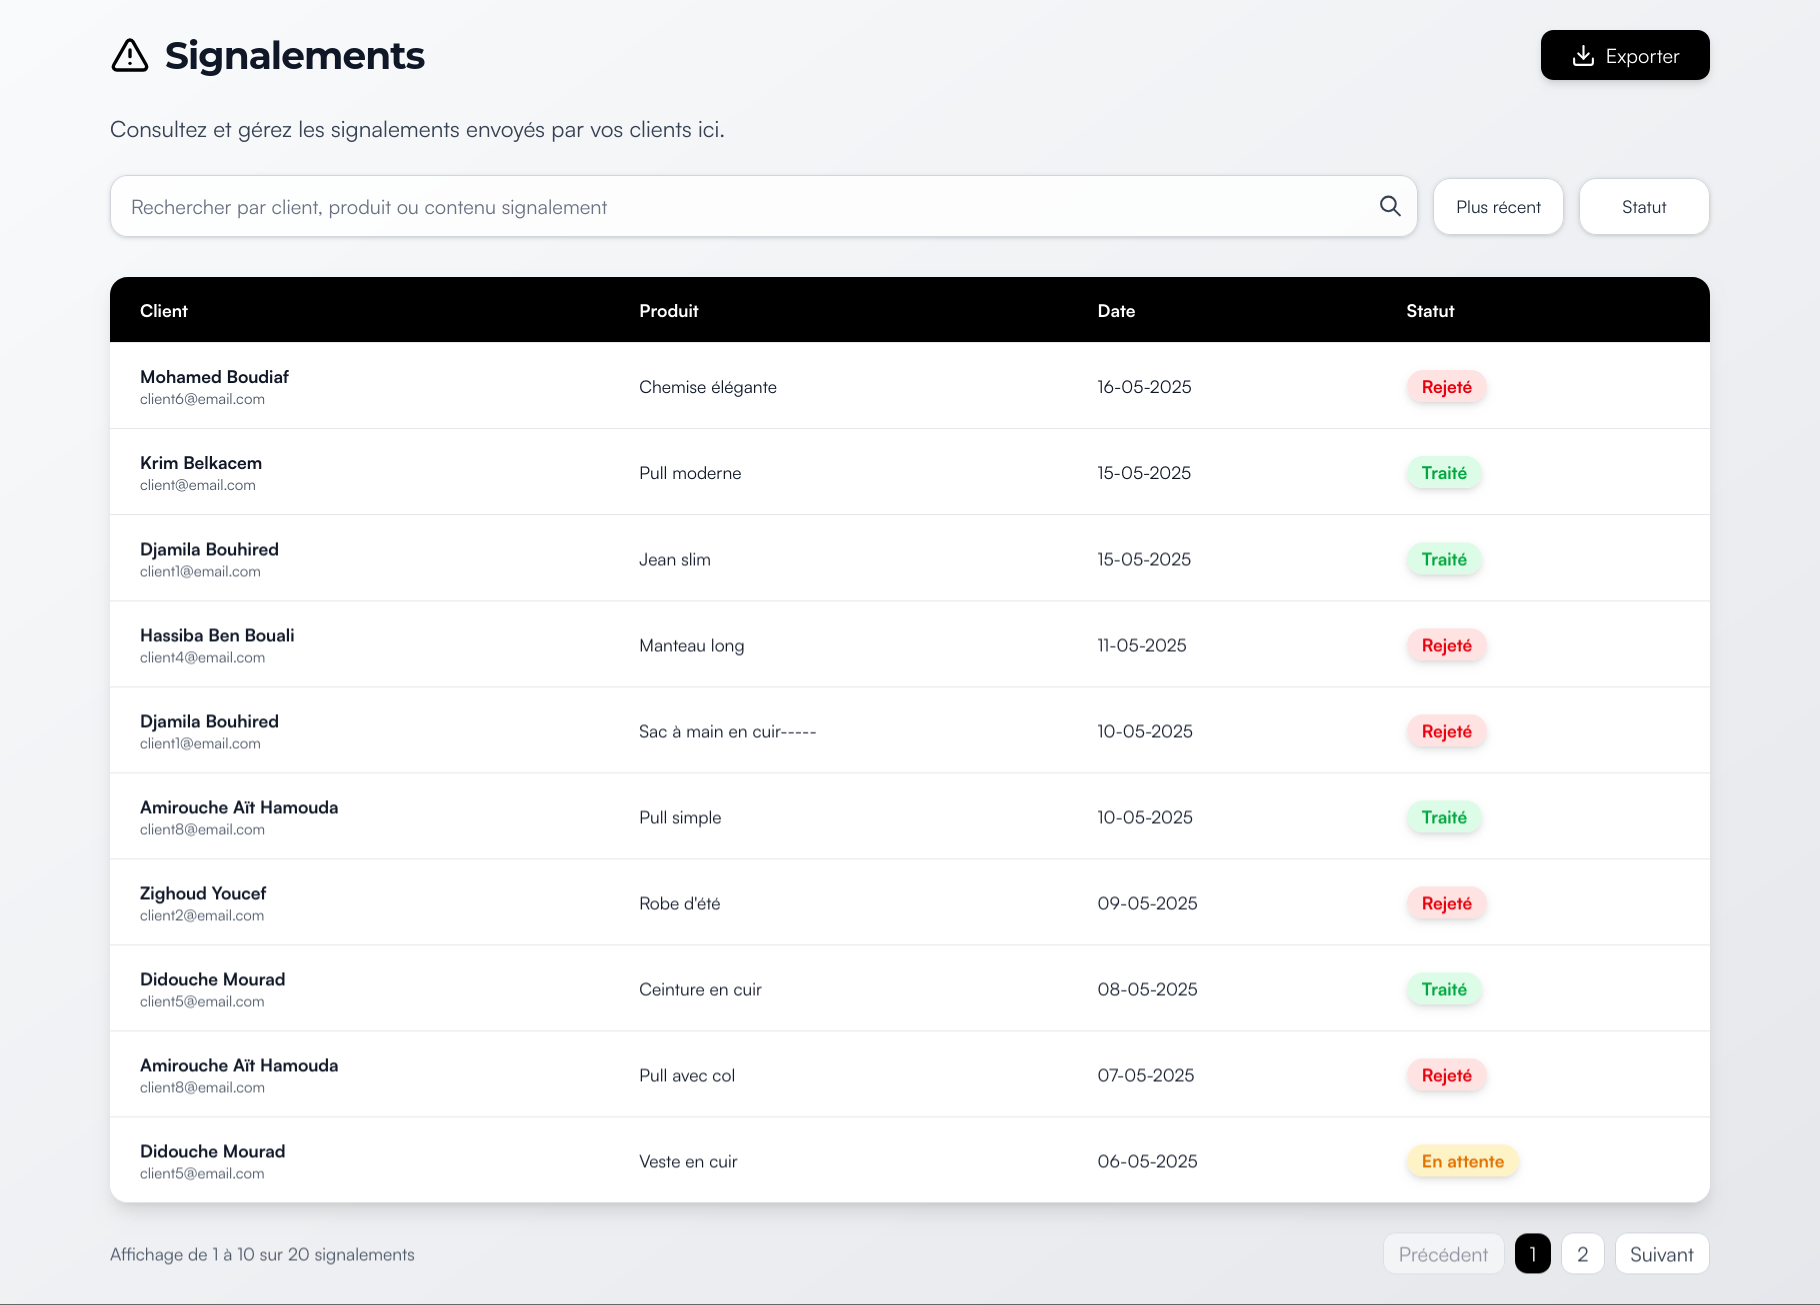 Signalements
Exporter
Consultez et gérez les signalements envoyés par vos clients ici.
Rechercher par client, produit ou contenu signalement
Plus récent
Statut
Client Produit Date Statut
Mohamed Boudiaf
client6@email.com
Chemise élégante 16-05-2025 Rejeté
Krim Belkacem
client@email.com
Pull moderne 15-05-2025 Traité
Djamila Bouhired
client1@email.com
Jean slim 15-05-2025 Traité
Hassiba Ben Bouali
client4@email.com
Manteau long 11-05-2025 Rejeté
Djamila Bouhired
client1@email.com
Sac à main en cuir----- 10-05-2025 Rejeté
Amirouche Aït Hamouda
client8@email.com
Pull simple 10-05-2025 Traité
Zighoud Youcef
client2@email.com
Robe d'été 09-05-2025 Rejeté
Didouche Mourad
client5@email.com
Ceinture en cuir 08-05-2025 Traité
Amirouche Aït Hamouda
client8@email.com
Pull avec col 07-05-2025 Rejeté
Didouche Mourad
client5@email.com
Veste en cuir 06-05-2025 En attente
Affichage de 1 à 10 sur 20 signalements
Précédent 1 2 Suivant